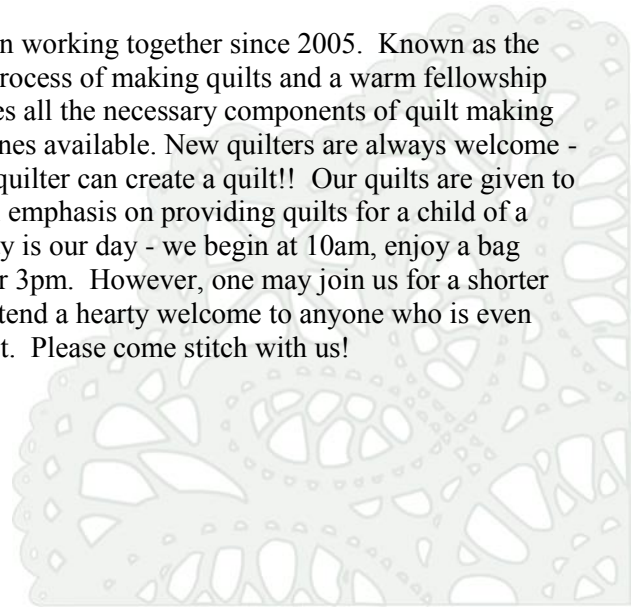 n working together since 2005. Known as the
rocess of making quilts and a warm fellowship
es all the necessary components of quilt making
nes available. New quilters are always welcome -
quilter can create a quilt!! Our quilts are given to
emphasis on providing quilts for a child of a
y is our day - we begin at 10am, enjoy a bag
r 3pm. However, one may join us for a shorter
tend a hearty welcome to anyone who is even
t. Please come stitch with us!